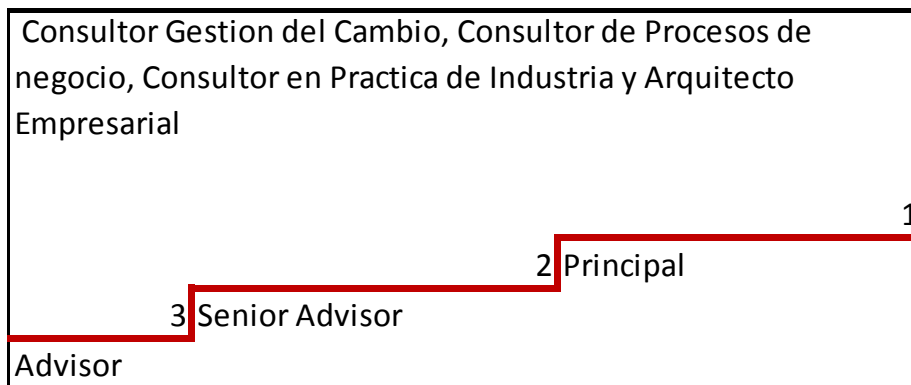 Consultor Gestion del Cambio, Consultor de Procesos de
negocio, Consultor en Practica de Industria y Arquitecto
Empresarial
1
2 Principal
3 Senior Advisor
Advisor